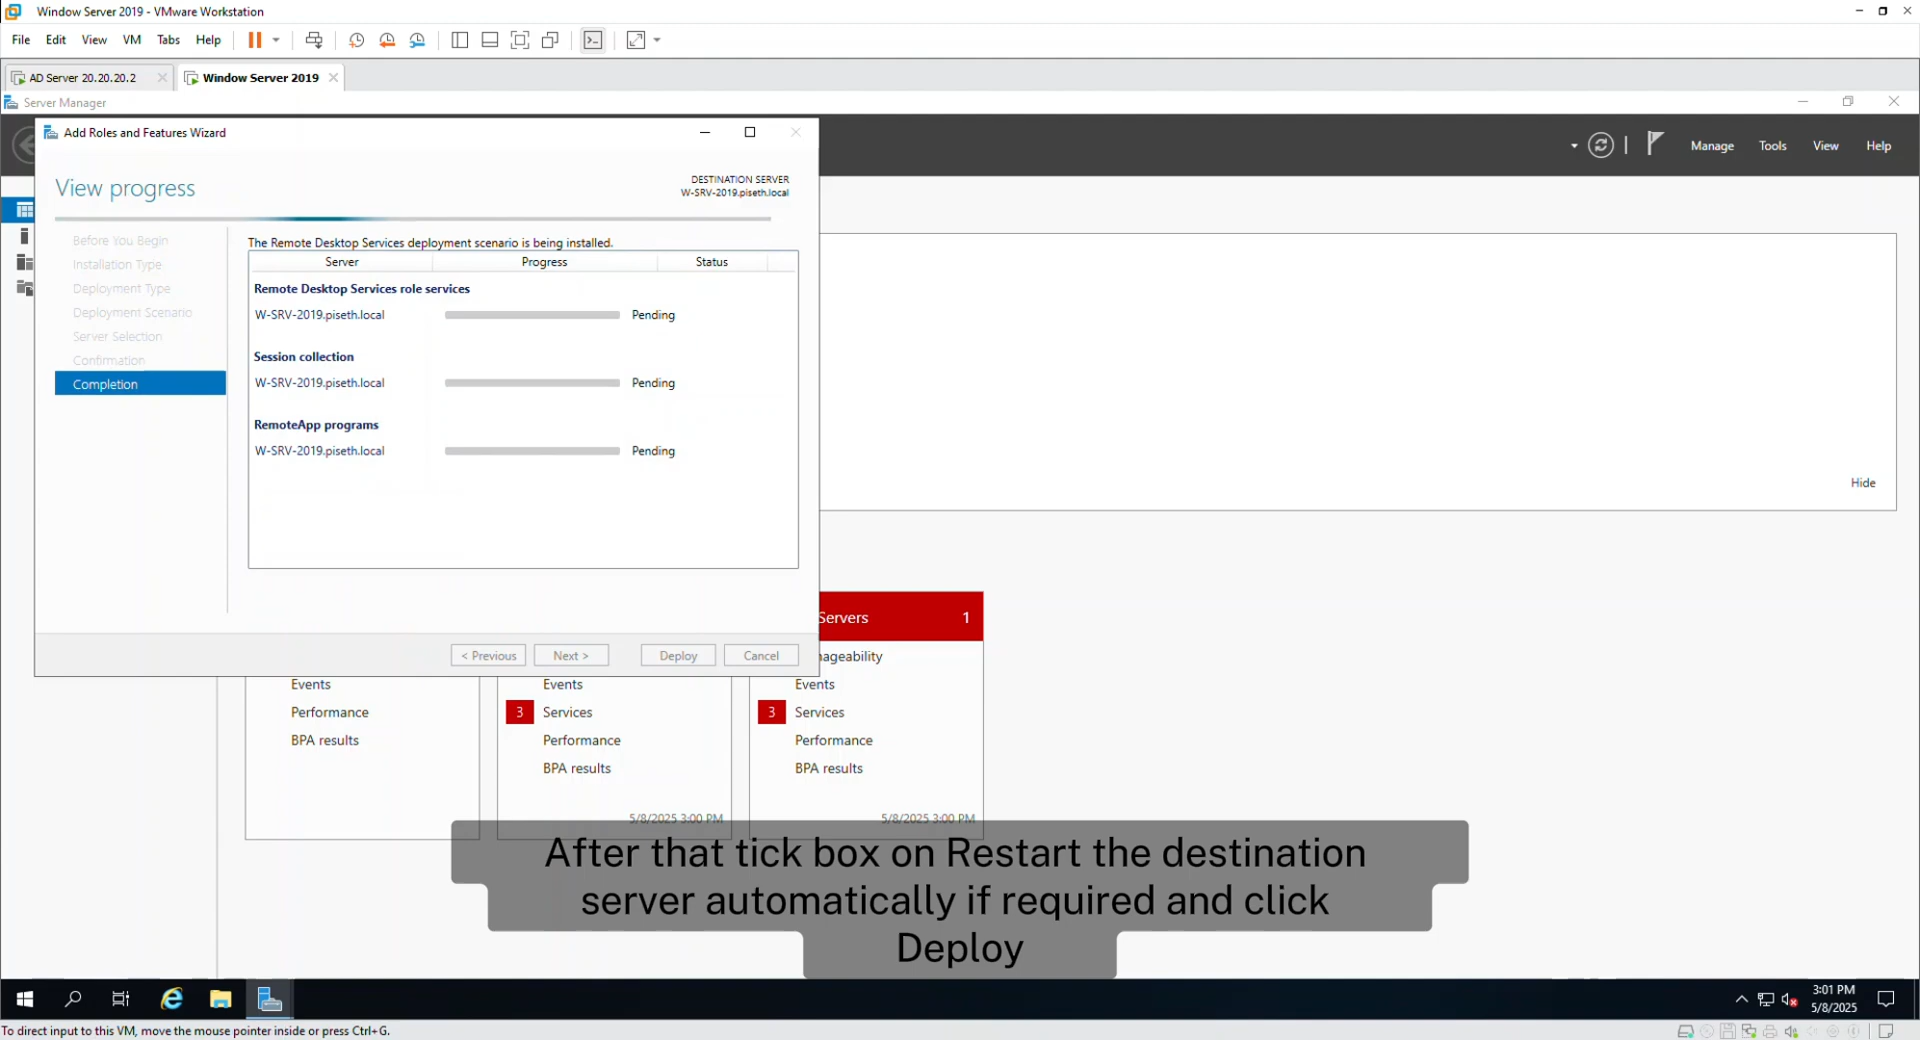 Window Server 2019 - VMware Workstation
File Edit View VM Tabs Help
AD Server 20.20.20.2
Window Server 2019
Server Manager
Manage Tools View Help
Add Roles and Features Wizard
View progress
DESTINATION SERVER
W-SRV-2019.piseth.local
Before You Begin
Installation Type
Deployment Type
Deployment Scenario
Server Selection
Confirmation
Completion
The Remote Desktop Services deployment scenario is being installed.
Server Progress Status
Remote Desktop Services role services
W-SRV-2019.piseth.local Pending
Session collection
W-SRV-2019.piseth.local Pending
RemoteApp programs
W-SRV-2019.piseth.local Pending
< Previous Next > Deploy Cancel
Hide
Servers 1
nageability
Events
Performance
BPA results
Events
3 Services
Performance
BPA results
5/8/2025 3:00 PM
Events
3 Services
Performance
BPA results
5/8/2025 3:00 PM
After that tick box on Restart the destination
server automatically if required and click
Deploy
3:01 PM
5/8/2025
To direct input to this VM, move the mouse pointer inside or press Ctrl+G.